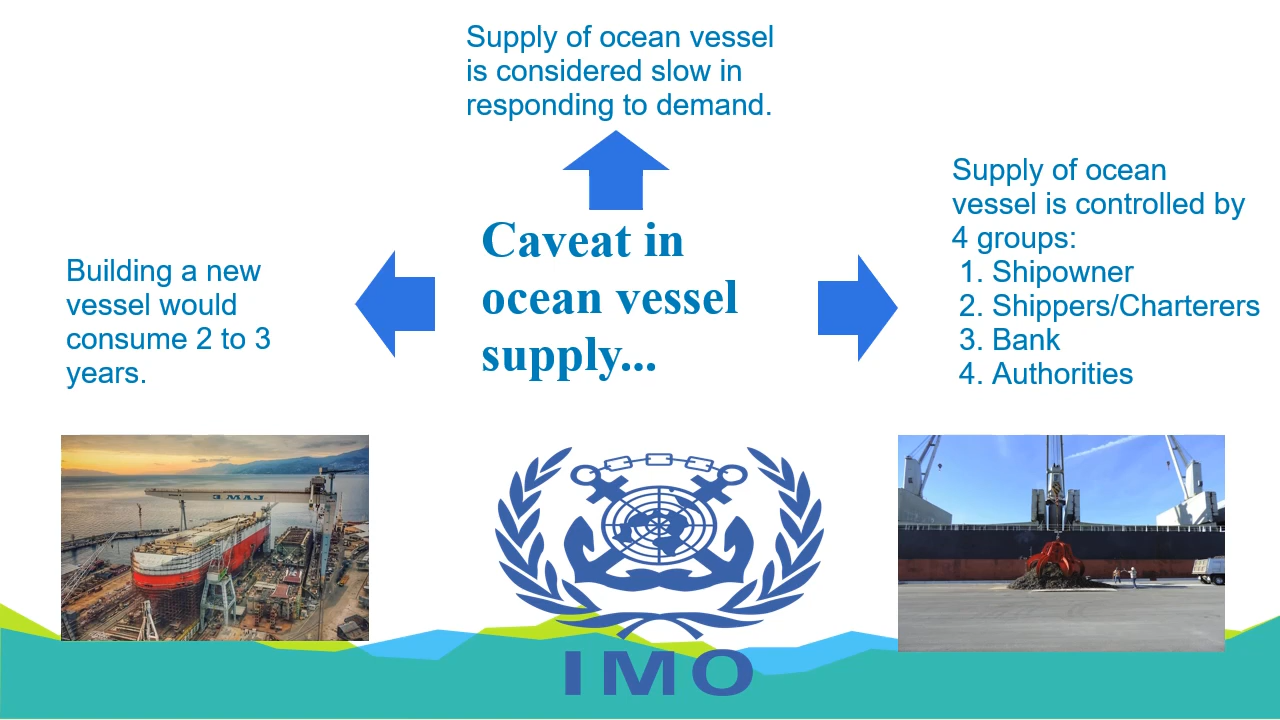 Supply of ocean vessel
is considered slow in
responding to demand.
Caveat in
ocean vessel
supply...
Building a new
vessel would
consume 2 to 3
years.
Supply of ocean
vessel is controlled by
4 groups:
1. Shipowner
2. Shippers/Charterers
3. Bank
4. Authorities
3. MAJ
IMO